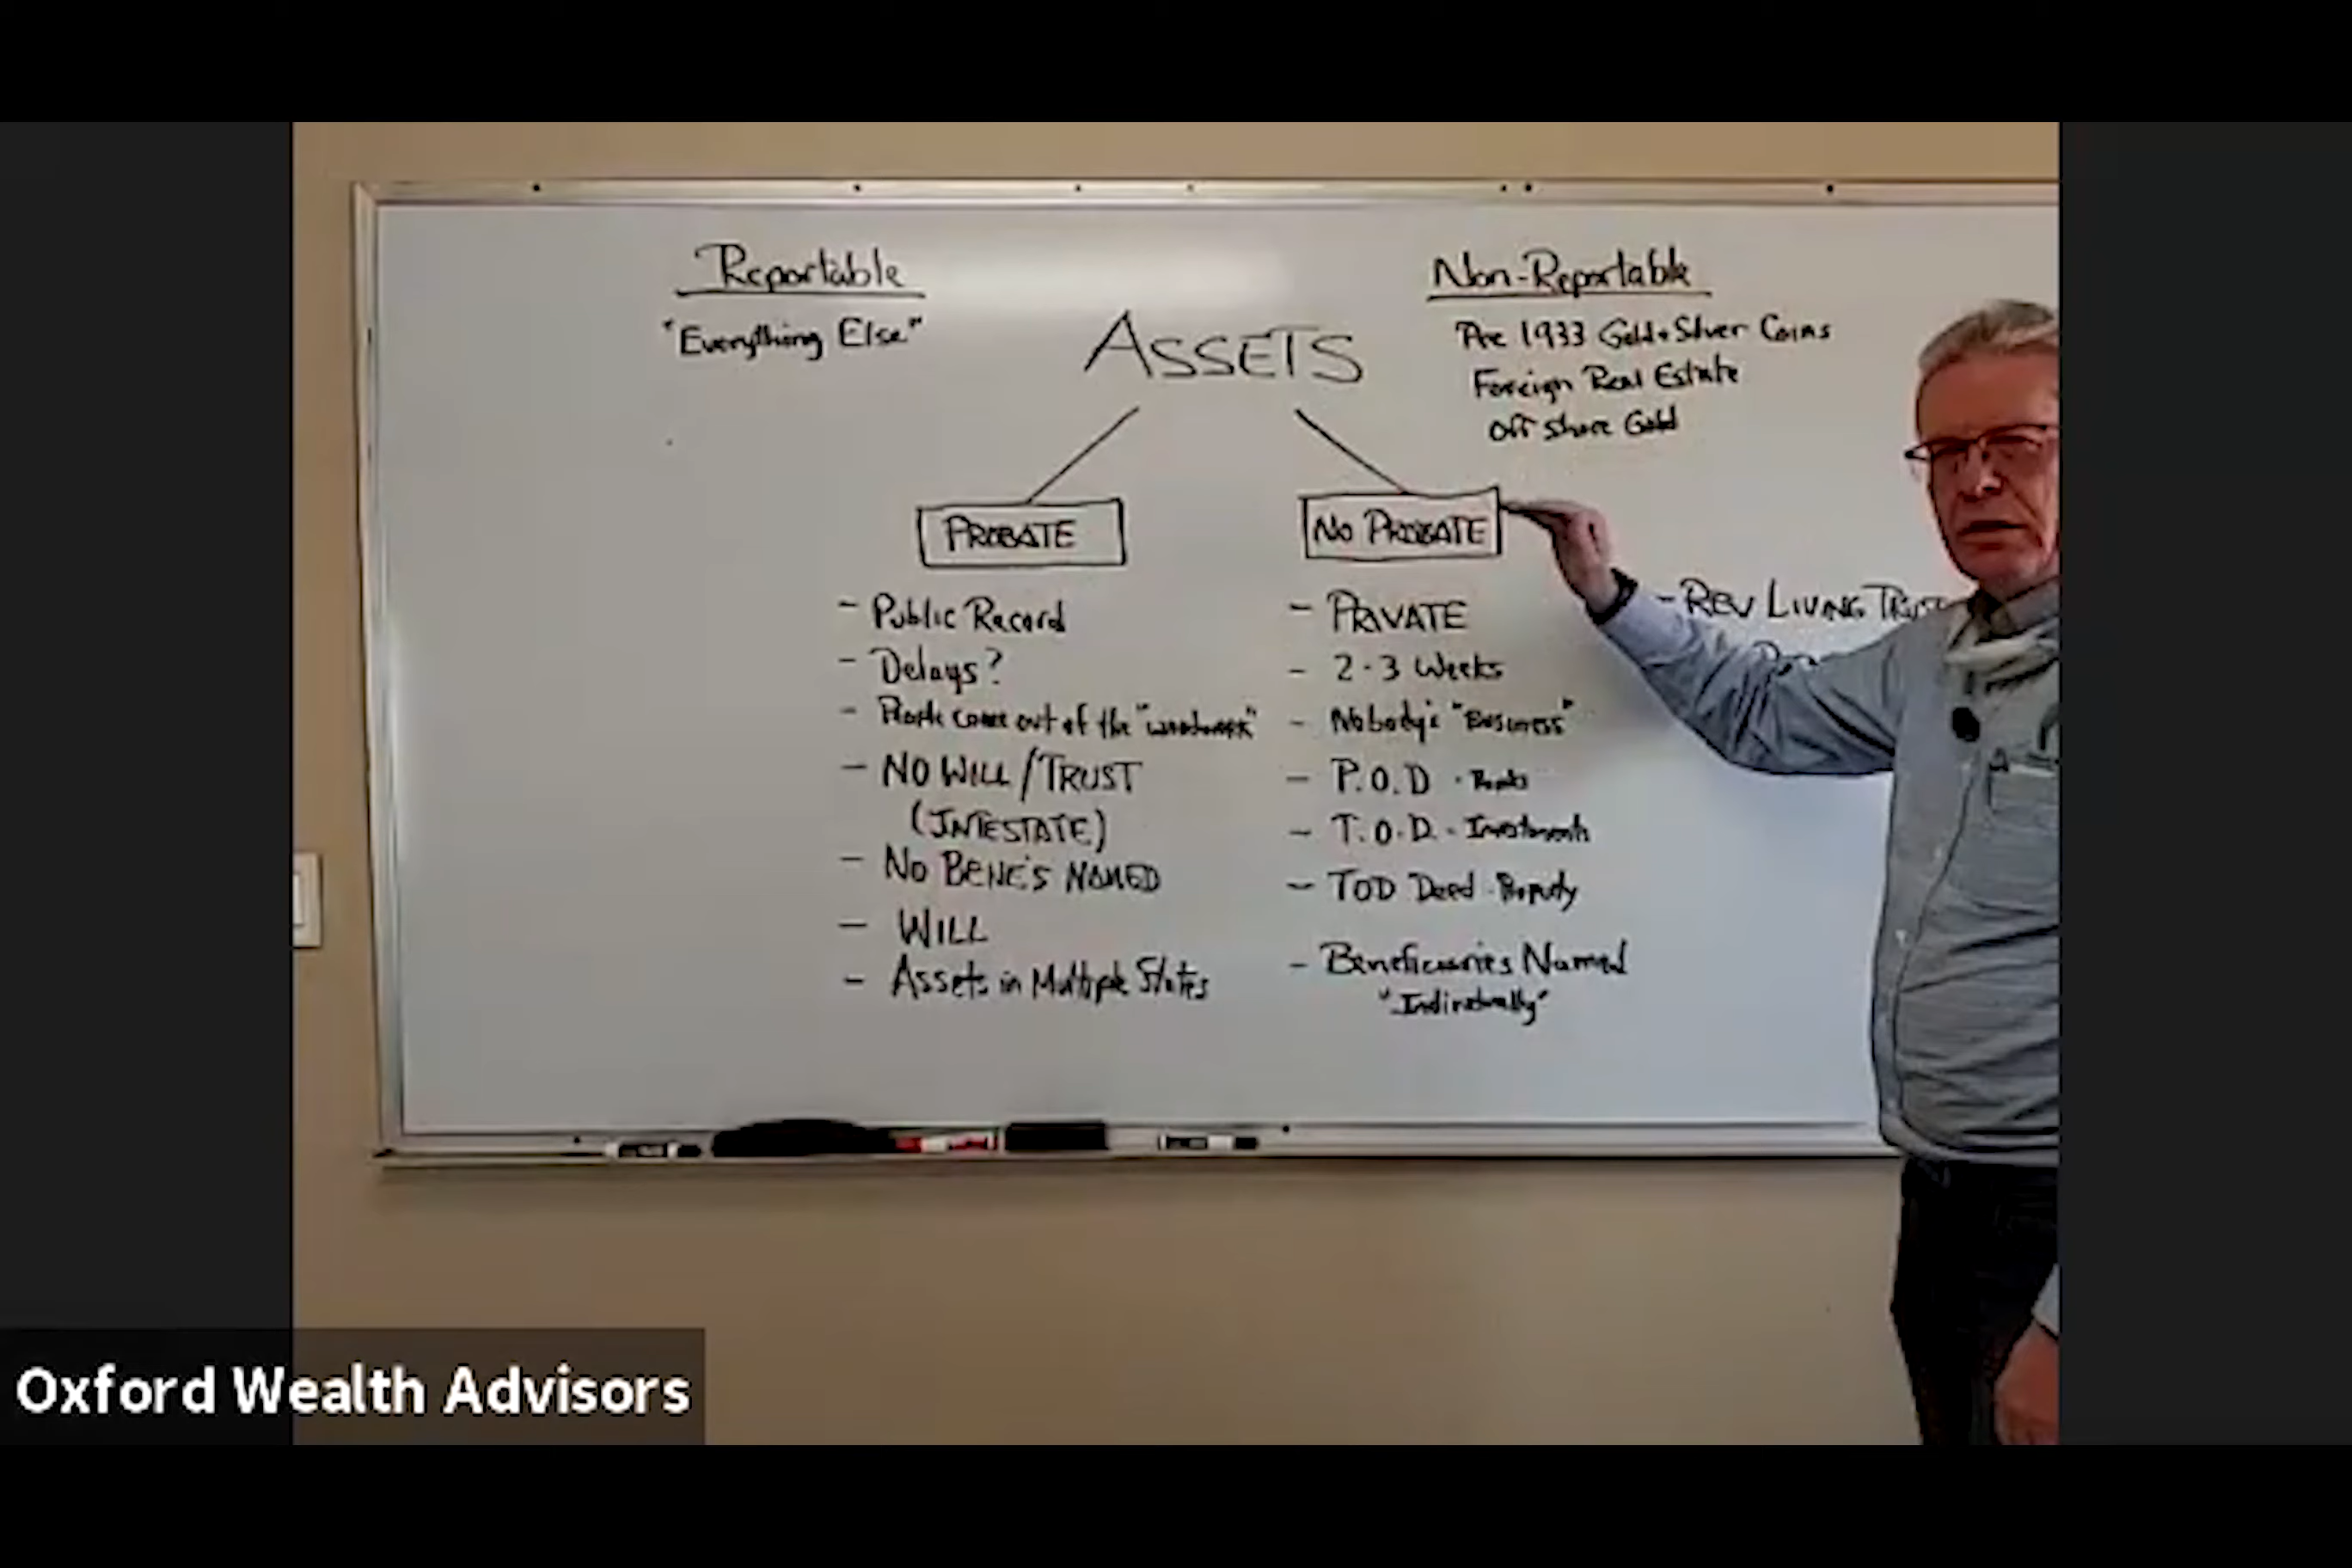 Reportable
"Everything Else"
ASSETS
Non-Reportable
Pre 1933 Gold + Silver Coins
Foreign Real Estate
Off Shore Gold
PROBATE
- Public Record
- Delays?
- People come out of the "woodwork"
- NO WILL / TRUST
(INTESTATE)
- NO BENE'S NAMED
- WILL
- Assets in Multiple States
NO PROBATE
- PRIVATE
- 2-3 Weeks
- Nobody's "Business"
- P.O.D - Banks
- T.O.D. - Investments
- TOD Deed - Property
- Beneficiaries Named
"Individually"
- REV LIVING TRUST
Oxford Wealth Advisors